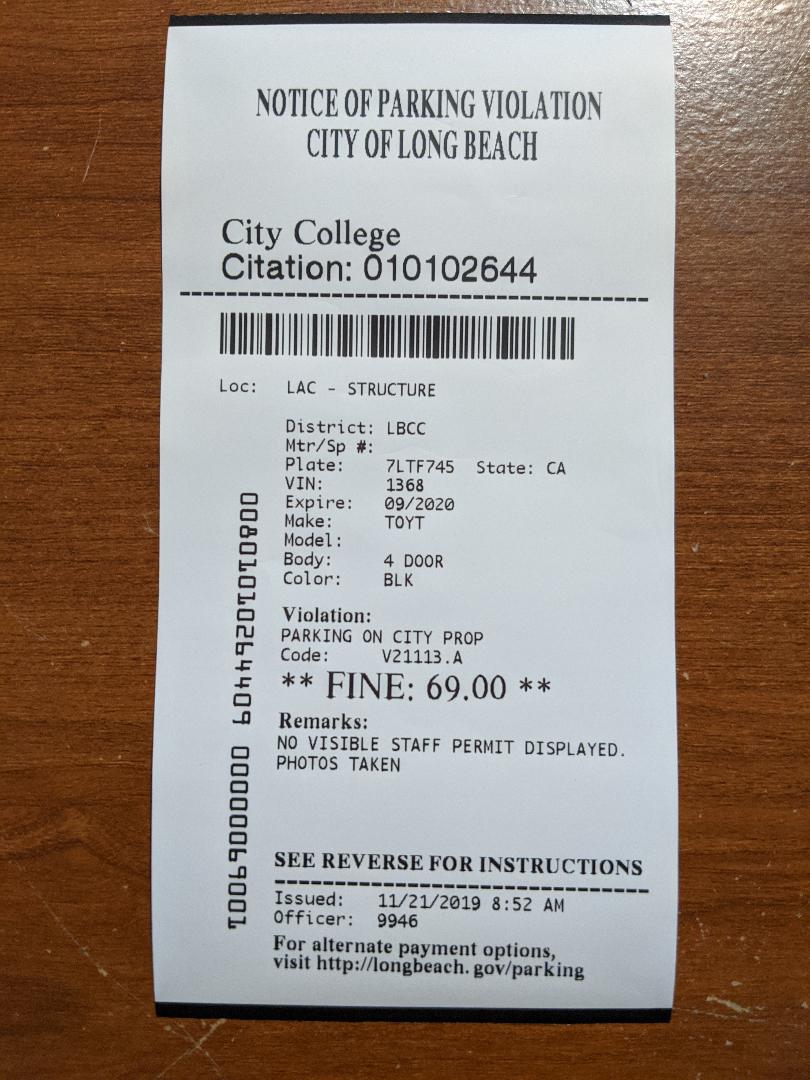 NOTICE OF PARKING VIOLATION
CITY OF LONG BEACH
City College
Citation: 010102644
Loc: LAC - STRUCTURE
District: LBCC
Mtr/Sp #:
Plate: 7LTF745 State: CA
VIN: 1368
Expire: 09/2020
Make: TOYT
Model:
Body: 4 DOOR
Color: BLK
Violation:
PARKING ON CITY PROP
Code: V21113.A
** FINE: 69.00 **
Remarks:
NO VISIBLE STAFF PERMIT DISPLAYED.
PHOTOS TAKEN
SEE REVERSE FOR INSTRUCTIONS
Issued: 11/21/2019 8:52 AM
Officer: 9946
For alternate payment options,
visit http://longbeach.gov/parking